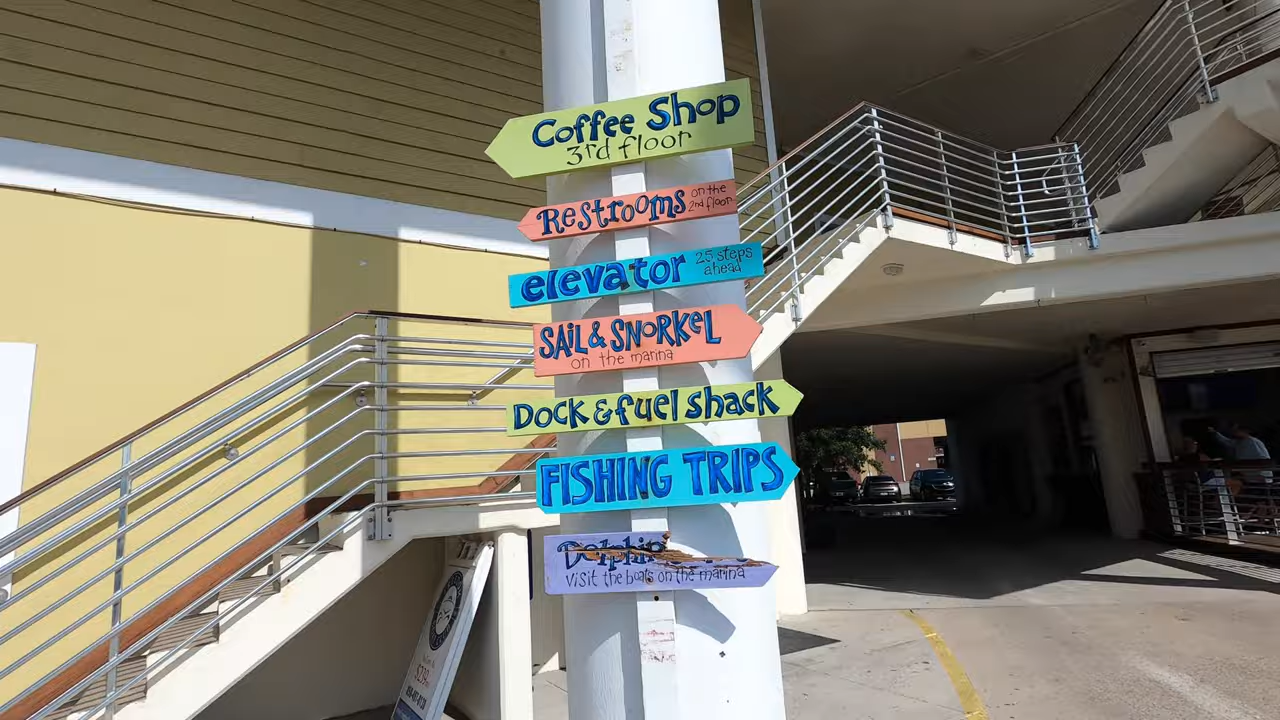 Coffee Shop
3rd floor
Restrooms on the
2nd floor
elevator 25 steps
ahead
Sail & Snorkel
on the marina
Dock & fuel shack
FISHING TRIPS
Dolphin
visit the boats on the marina